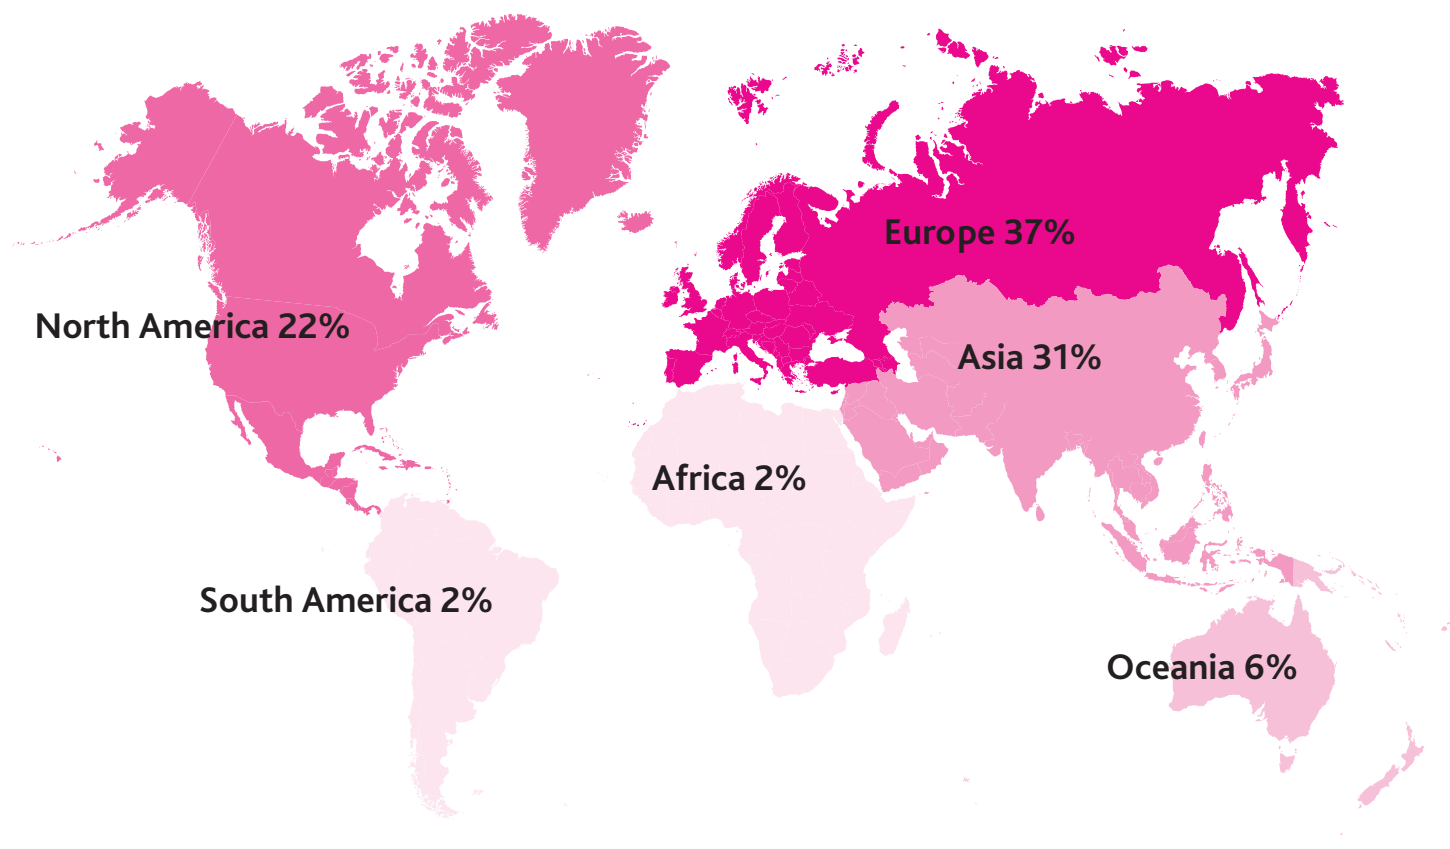 Europe 37%
North America 22%
Asia 31%
Africa 2%
South America 2%
Oceania 6%